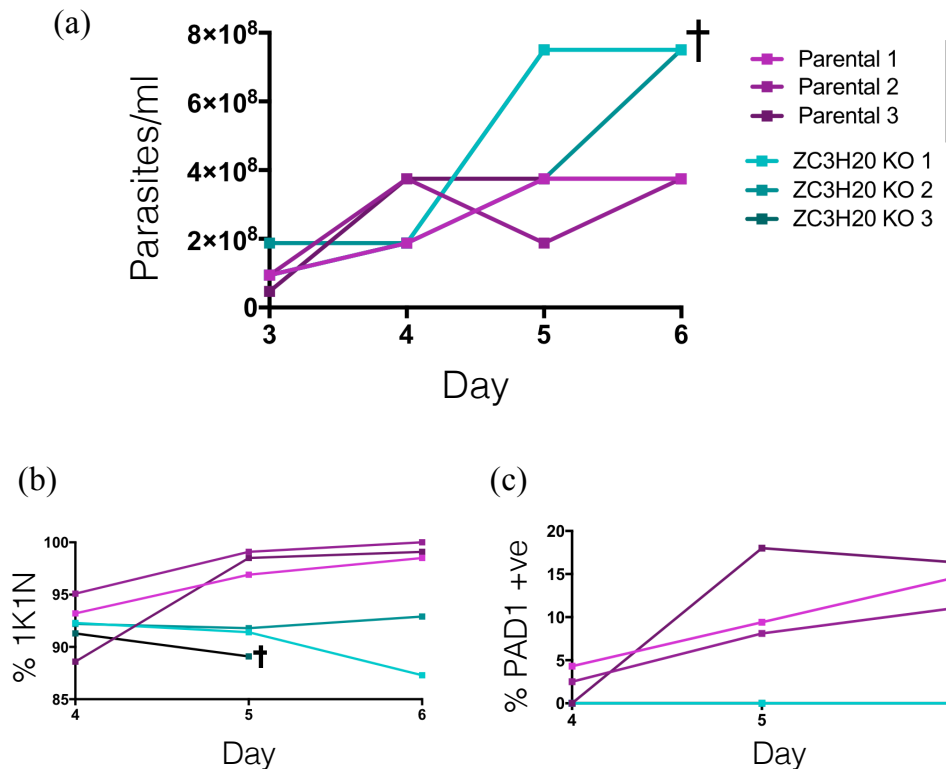 (a)
Parasites/ml
8×10⁸
6×10⁸
4×10⁸
2×10⁸
0
3 4 5 6
Day
†
Parental 1
Parental 2
Parental 3
ZC3H20 KO 1
ZC3H20 KO 2
ZC3H20 KO 3
(b)
% 1K1N
100
95
90
85
4 5 6
Day
†
(c)
% PAD1 +ve
20
15
10
5
0
4 5
Day